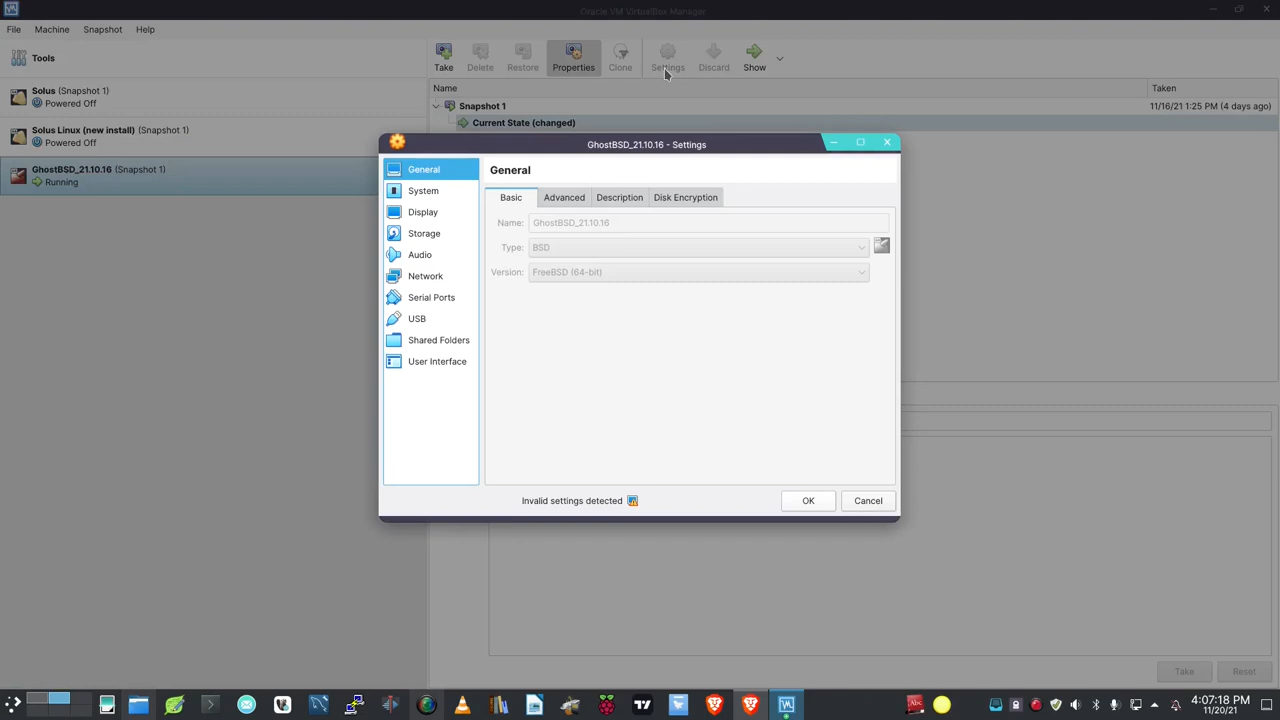 Oracle VM VirtualBox Manager
File Machine Snapshot Help
Tools
Take Delete Restore Properties Clone Settings Discard Show
Name Taken
Solus (Snapshot 1)
Powered Off
Snapshot 1 11/16/21 1:25 PM (4 days ago)
Current State (changed)
Solus Linux (new install) (Snapshot 1)
Powered Off
GhostBSD_21.10.16 (Snapshot 1)
Running
GhostBSD_21.10.16 - Settings
General
System
Display
Storage
Audio
Network
Serial Ports
USB
Shared Folders
User Interface
General
Basic Advanced Description Disk Encryption
Name: GhostBSD_21.10.16
Type: BSD
Version: FreeBSD (64-bit)
Invalid settings detected
OK Cancel
Take Reset
4:07:18 PM
11/20/21